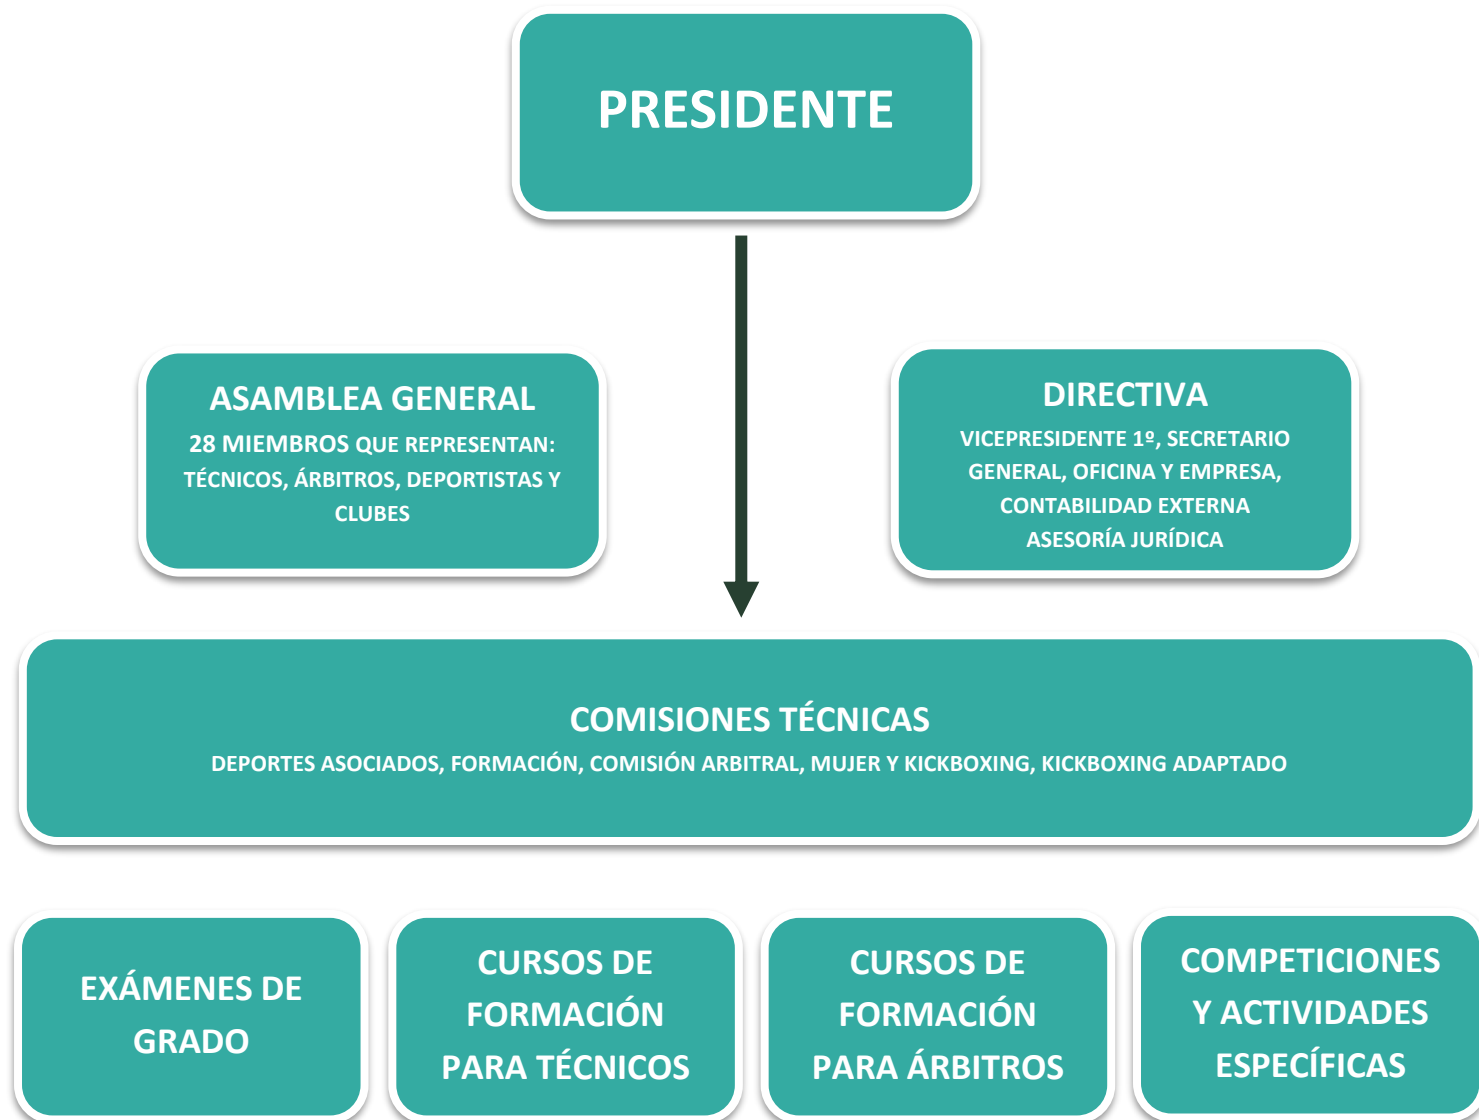 PRESIDENTE
ASAMBLEA GENERAL
28 MIEMBROS QUE REPRESENTAN:
TÉCNICOS, ÁRBITROS, DEPORTISTAS Y
CLUBES
DIRECTIVA
VICEPRESIDENTE 1º, SECRETARIO
GENERAL, OFICINA Y EMPRESA,
CONTABILIDAD EXTERNA
ASESORÍA JURÍDICA
COMISIONES TÉCNICAS
DEPORTES ASOCIADOS, FORMACIÓN, COMISIÓN ARBITRAL, MUJER Y KICKBOXING, KICKBOXING ADAPTADO
EXÁMENES DE
GRADO
CURSOS DE
FORMACIÓN
PARA TÉCNICOS
CURSOS DE
FORMACIÓN
PARA ÁRBITROS
COMPETICIONES
Y ACTIVIDADES
ESPECÍFICAS